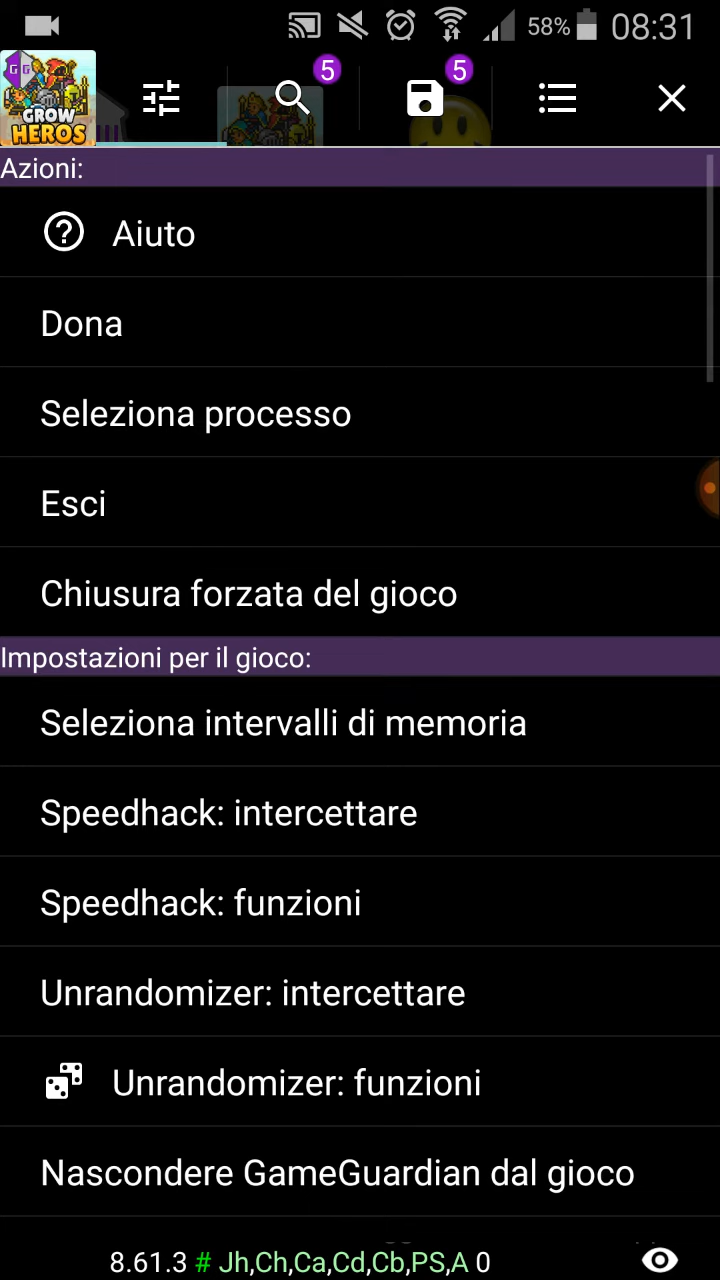 58% 08:31
G G
GROW
HEROS
5
5
Azioni:
Aiuto
Dona
Seleziona processo
Esci
Chiusura forzata del gioco
Impostazioni per il gioco:
Seleziona intervalli di memoria
Speedhack: intercettare
Speedhack: funzioni
Unrandomizer: intercettare
Unrandomizer: funzioni
Nascondere GameGuardian dal gioco
8.61.3 # Jh,Ch,Ca,Cd,Cb,PS,A 0